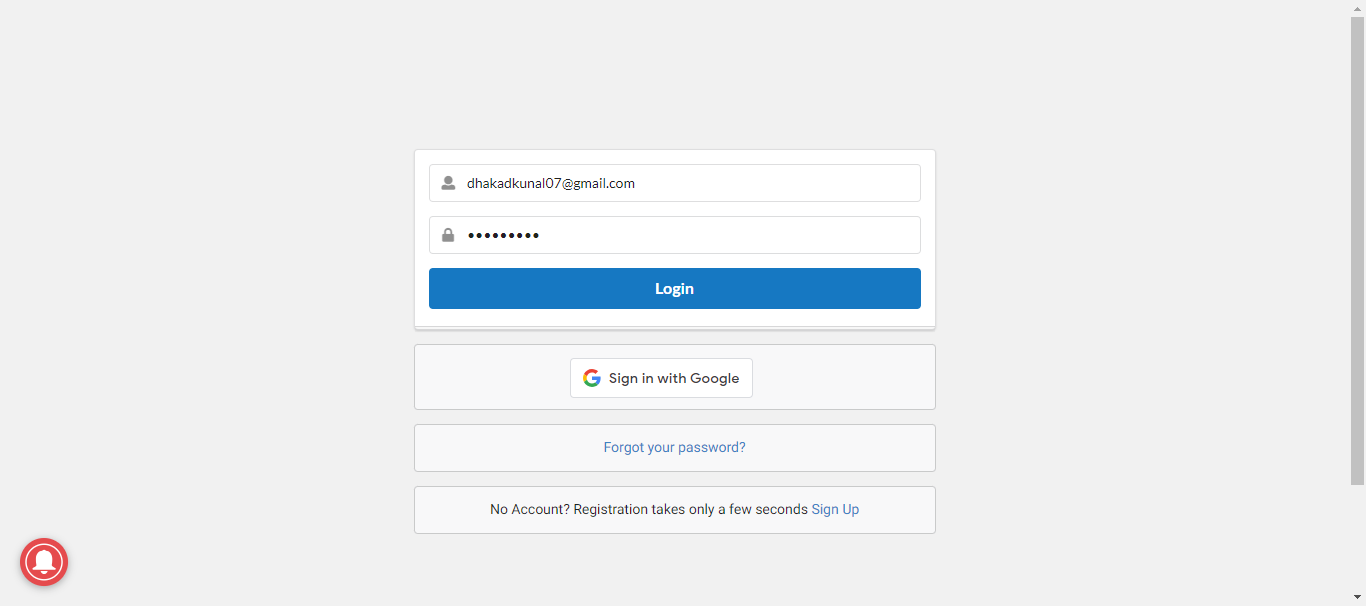 dhakadkunal07@gmail.com
•••••••••
Login
Sign in with Google
Forgot your password?
No Account? Registration takes only a few seconds Sign Up